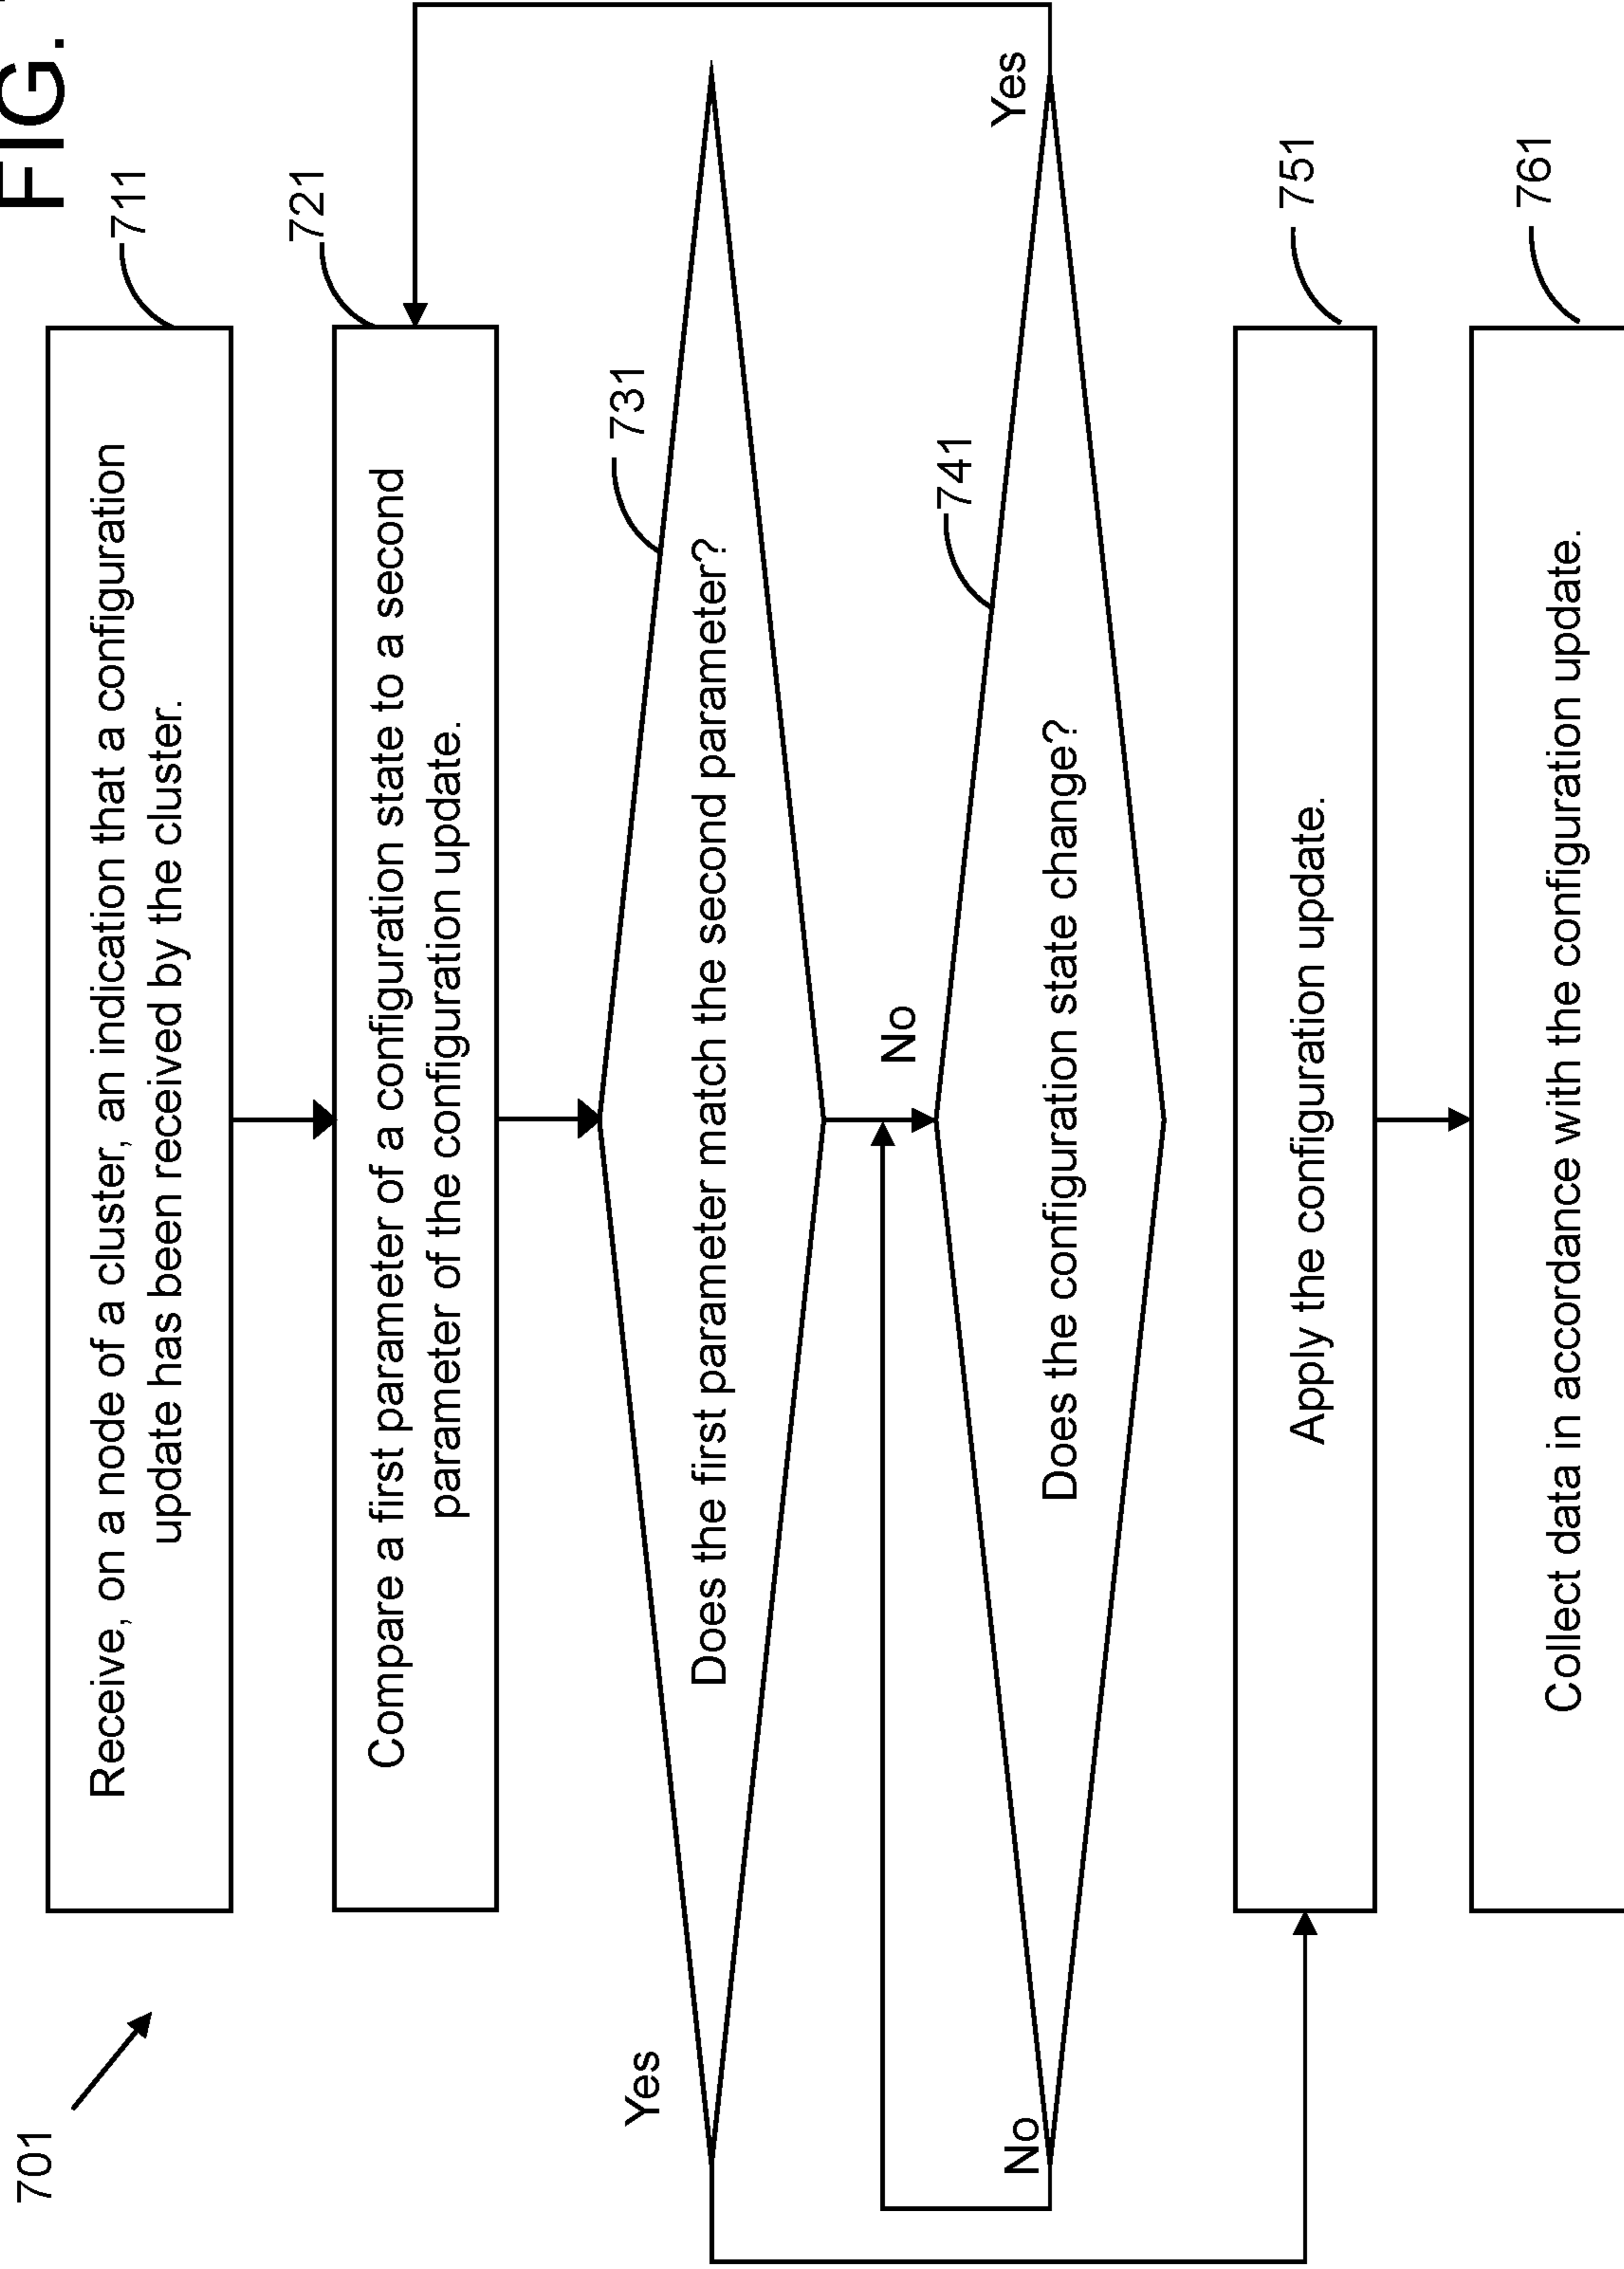 FIG.
701
711
Receive, on a node of a cluster, an indication that a configuration
update has been received by the cluster.
721
Compare a first parameter of a configuration state to a second
parameter of the configuration update.
731
Does the first parameter match the second parameter?
Yes
No
741
Does the configuration state change?
Yes
No
751
Apply the configuration update.
761
Collect data in accordance with the configuration update.